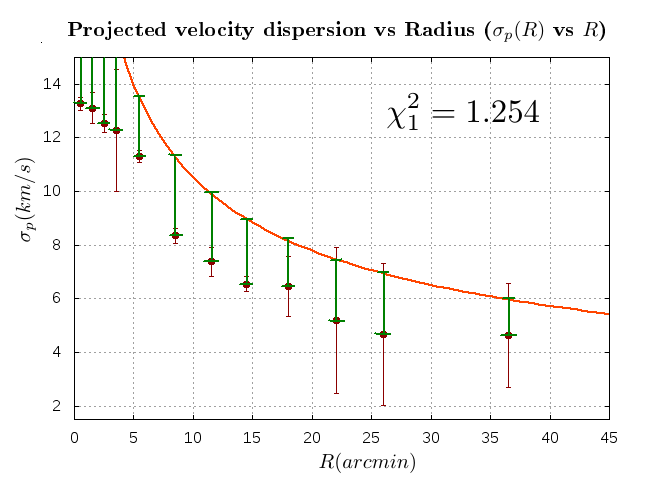 Projected velocity dispersion vs Radius (σp(R) vs R)
χ²₁ = 1.254
σp(km/s)
14
12
10
8
6
4
2
0 5 10 15 20 25 30 35 40 45
R(arcmin)